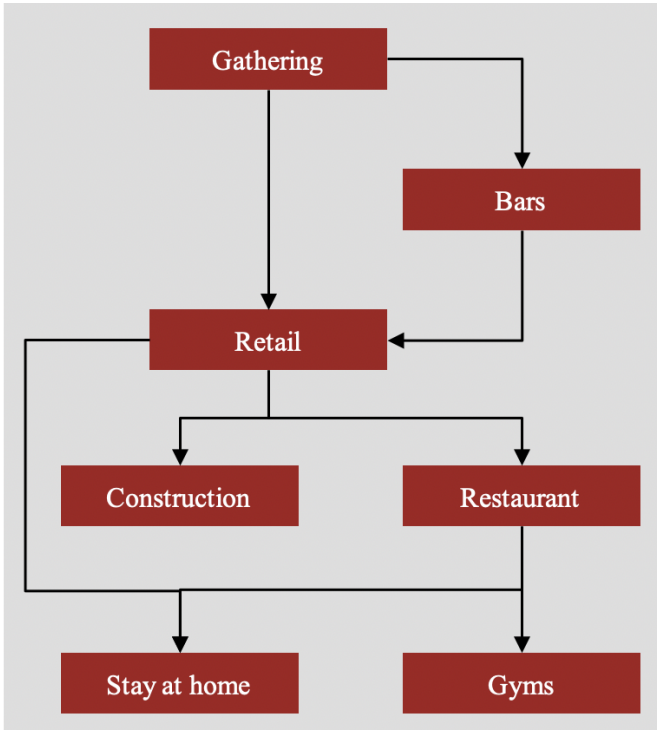 Gathering
Bars
Retail
Construction
Restaurant
Stay at home
Gyms